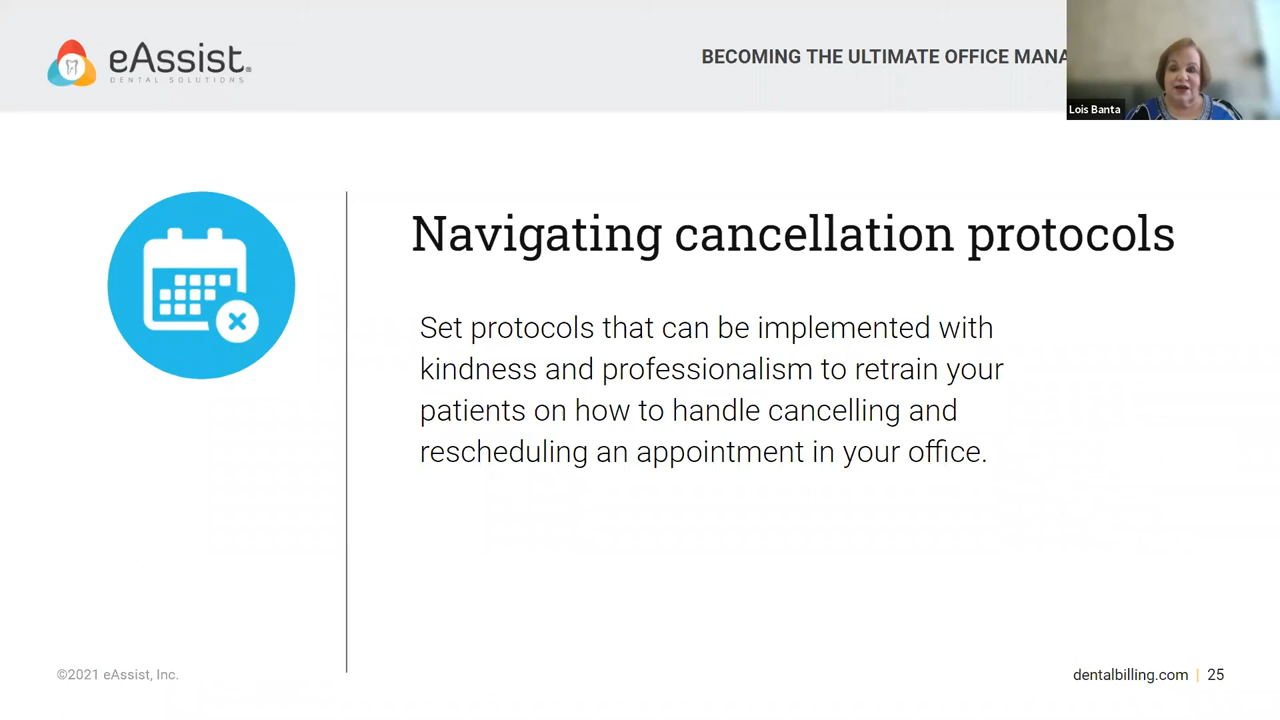 eAssist
DENTAL SOLUTIONS
BECOMING THE ULTIMATE OFFICE MANA
Lois Banta
Navigating cancellation protocols
Set protocols that can be implemented with
kindness and professionalism to retrain your
patients on how to handle cancelling and
rescheduling an appointment in your office.
©2021 eAssist, Inc.
dentalbilling.com | 25